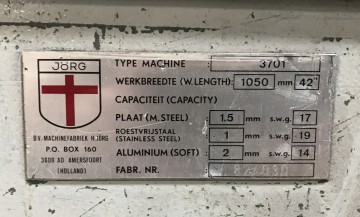 JÖRG
TYPE MACHINE : 3701
WERKBREEDTE (W.LENGTH): 1050 mm 42"
CAPACITEIT (CAPACITY)
PLAAT (M. STEEL) : 1.5 mm s.w.g. 17
ROESTVRIJSTAAL (STAINLESS STEEL) : 1 mm s.w.g. 19
ALUMINIUM (SOFT) : 2 mm s.w.g. 14
FABR. NR. :
B.V. MACHINEFABRIEK H. JÖRG
P.O. BOX 160
3800 AD AMERSFOORT
(HOLLAND)